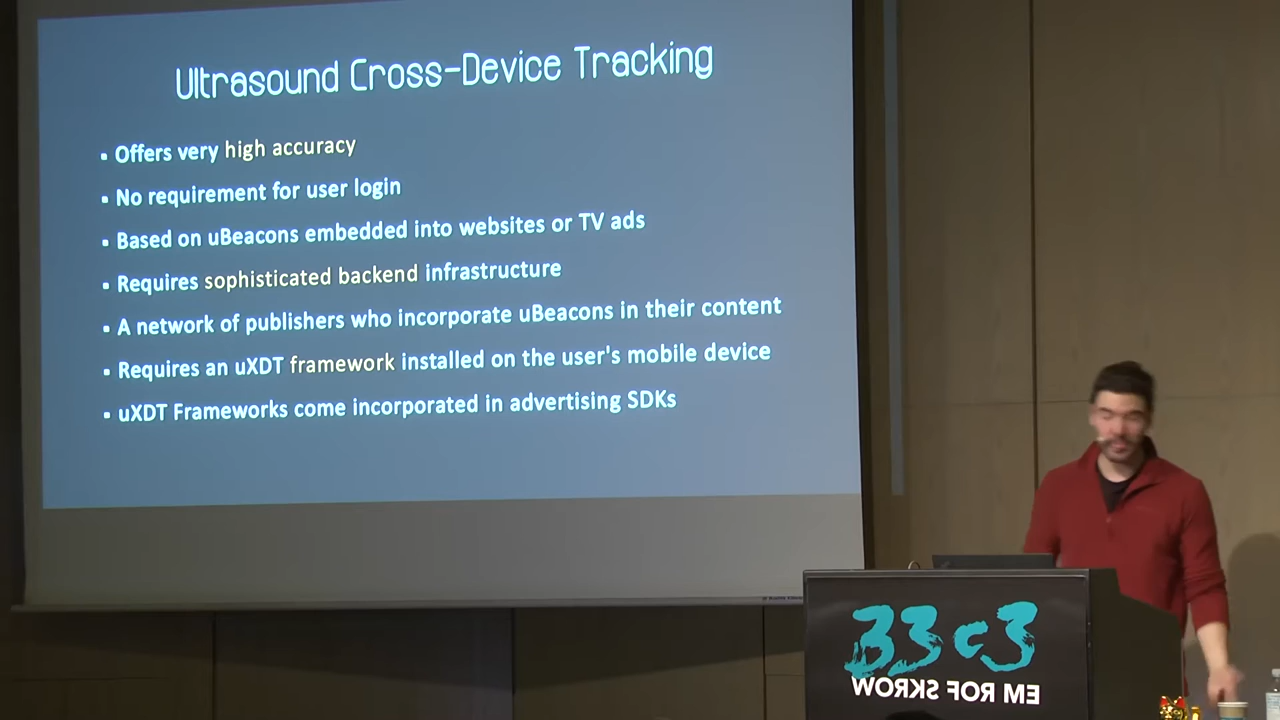 Ultrasound Cross-Device Tracking
▪ Offers very high accuracy
▪ No requirement for user login
▪ Based on uBeacons embedded into websites or TV ads
▪ Requires sophisticated backend infrastructure
▪ A network of publishers who incorporate uBeacons in their content
▪ Requires an uXDT framework installed on the user's mobile device
▪ uXDT Frameworks come incorporated in advertising SDKs
33c3
WORKS FOR ME